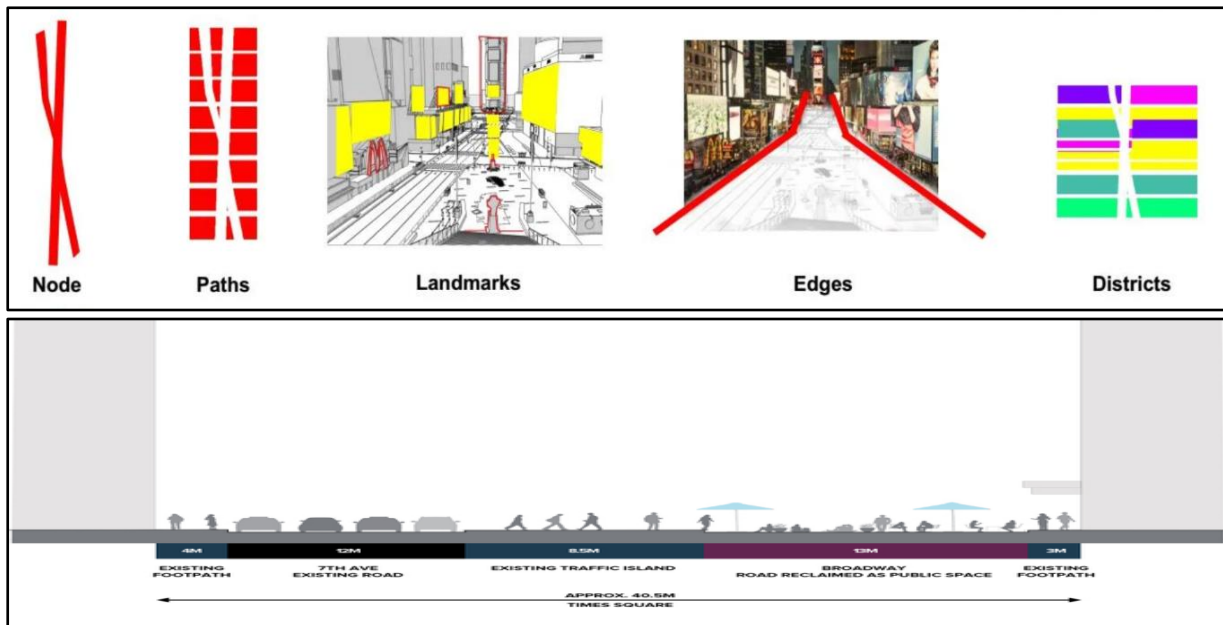 Node
Paths
Landmarks
Edges
Districts
4M
12M
8.5M
13M
3M
EXISTING
FOOTPATH
7TH AVE
EXISTING ROAD
EXISTING TRAFFIC ISLAND
BROADWAY
ROAD RECLAIMED AS PUBLIC SPACE
EXISTING
FOOTPATH
APPROX. 40.5M
TIMES SQUARE